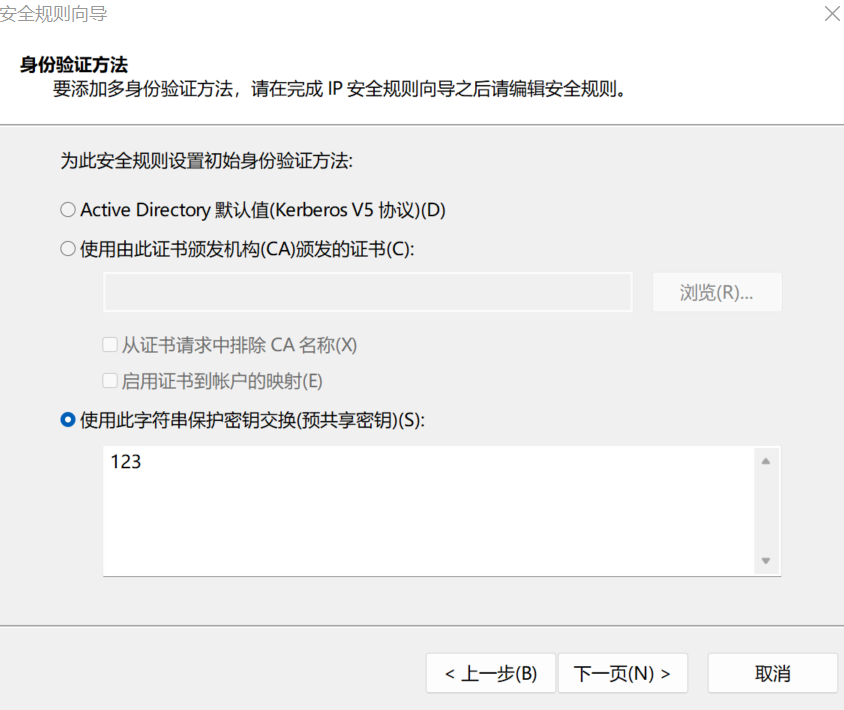 安全规则向导
身份验证方法
要添加多身份验证方法，请在完成 IP 安全规则向导之后请编辑安全规则。
为此安全规则设置初始身份验证方法:
Active Directory 默认值(Kerberos V5 协议)(D)
使用由此证书颁发机构(CA)颁发的证书(C):
浏览(R)...
从证书请求中排除 CA 名称(X)
启用证书到帐户的映射(E)
使用此字符串保护密钥交换(预共享密钥)(S):
123
< 上一步(B) 下一页(N) > 取消